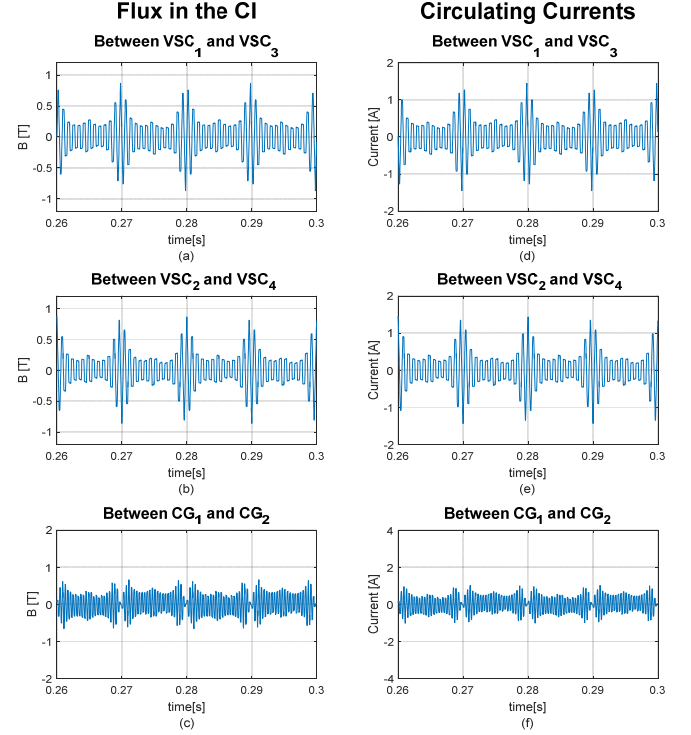 Flux in the CI
Circulating Currents
Between VSC1 and VSC3
B [T]
1
0.5
0
-0.5
-1
0.26
0.27
0.28
0.29
0.3
time[s]
(a)
Between VSC1 and VSC3
Current [A]
2
1
0
-1
-2
0.26
0.27
0.28
0.29
0.3
time[s]
(d)
Between VSC2 and VSC4
B [T]
1
0.5
0
-0.5
-1
0.26
0.27
0.28
0.29
0.3
time[s]
(b)
Between VSC2 and VSC4
Current [A]
2
1
0
-1
-2
0.26
0.27
0.28
0.29
0.3
time[s]
(e)
Between CG1 and CG2
B [T]
2
1
0
-1
-2
0.26
0.27
0.28
0.29
0.3
time[s]
(c)
Between CG1 and CG2
Current [A]
4
2
0
-2
-4
0.26
0.27
0.28
0.29
0.3
time[s]
(f)